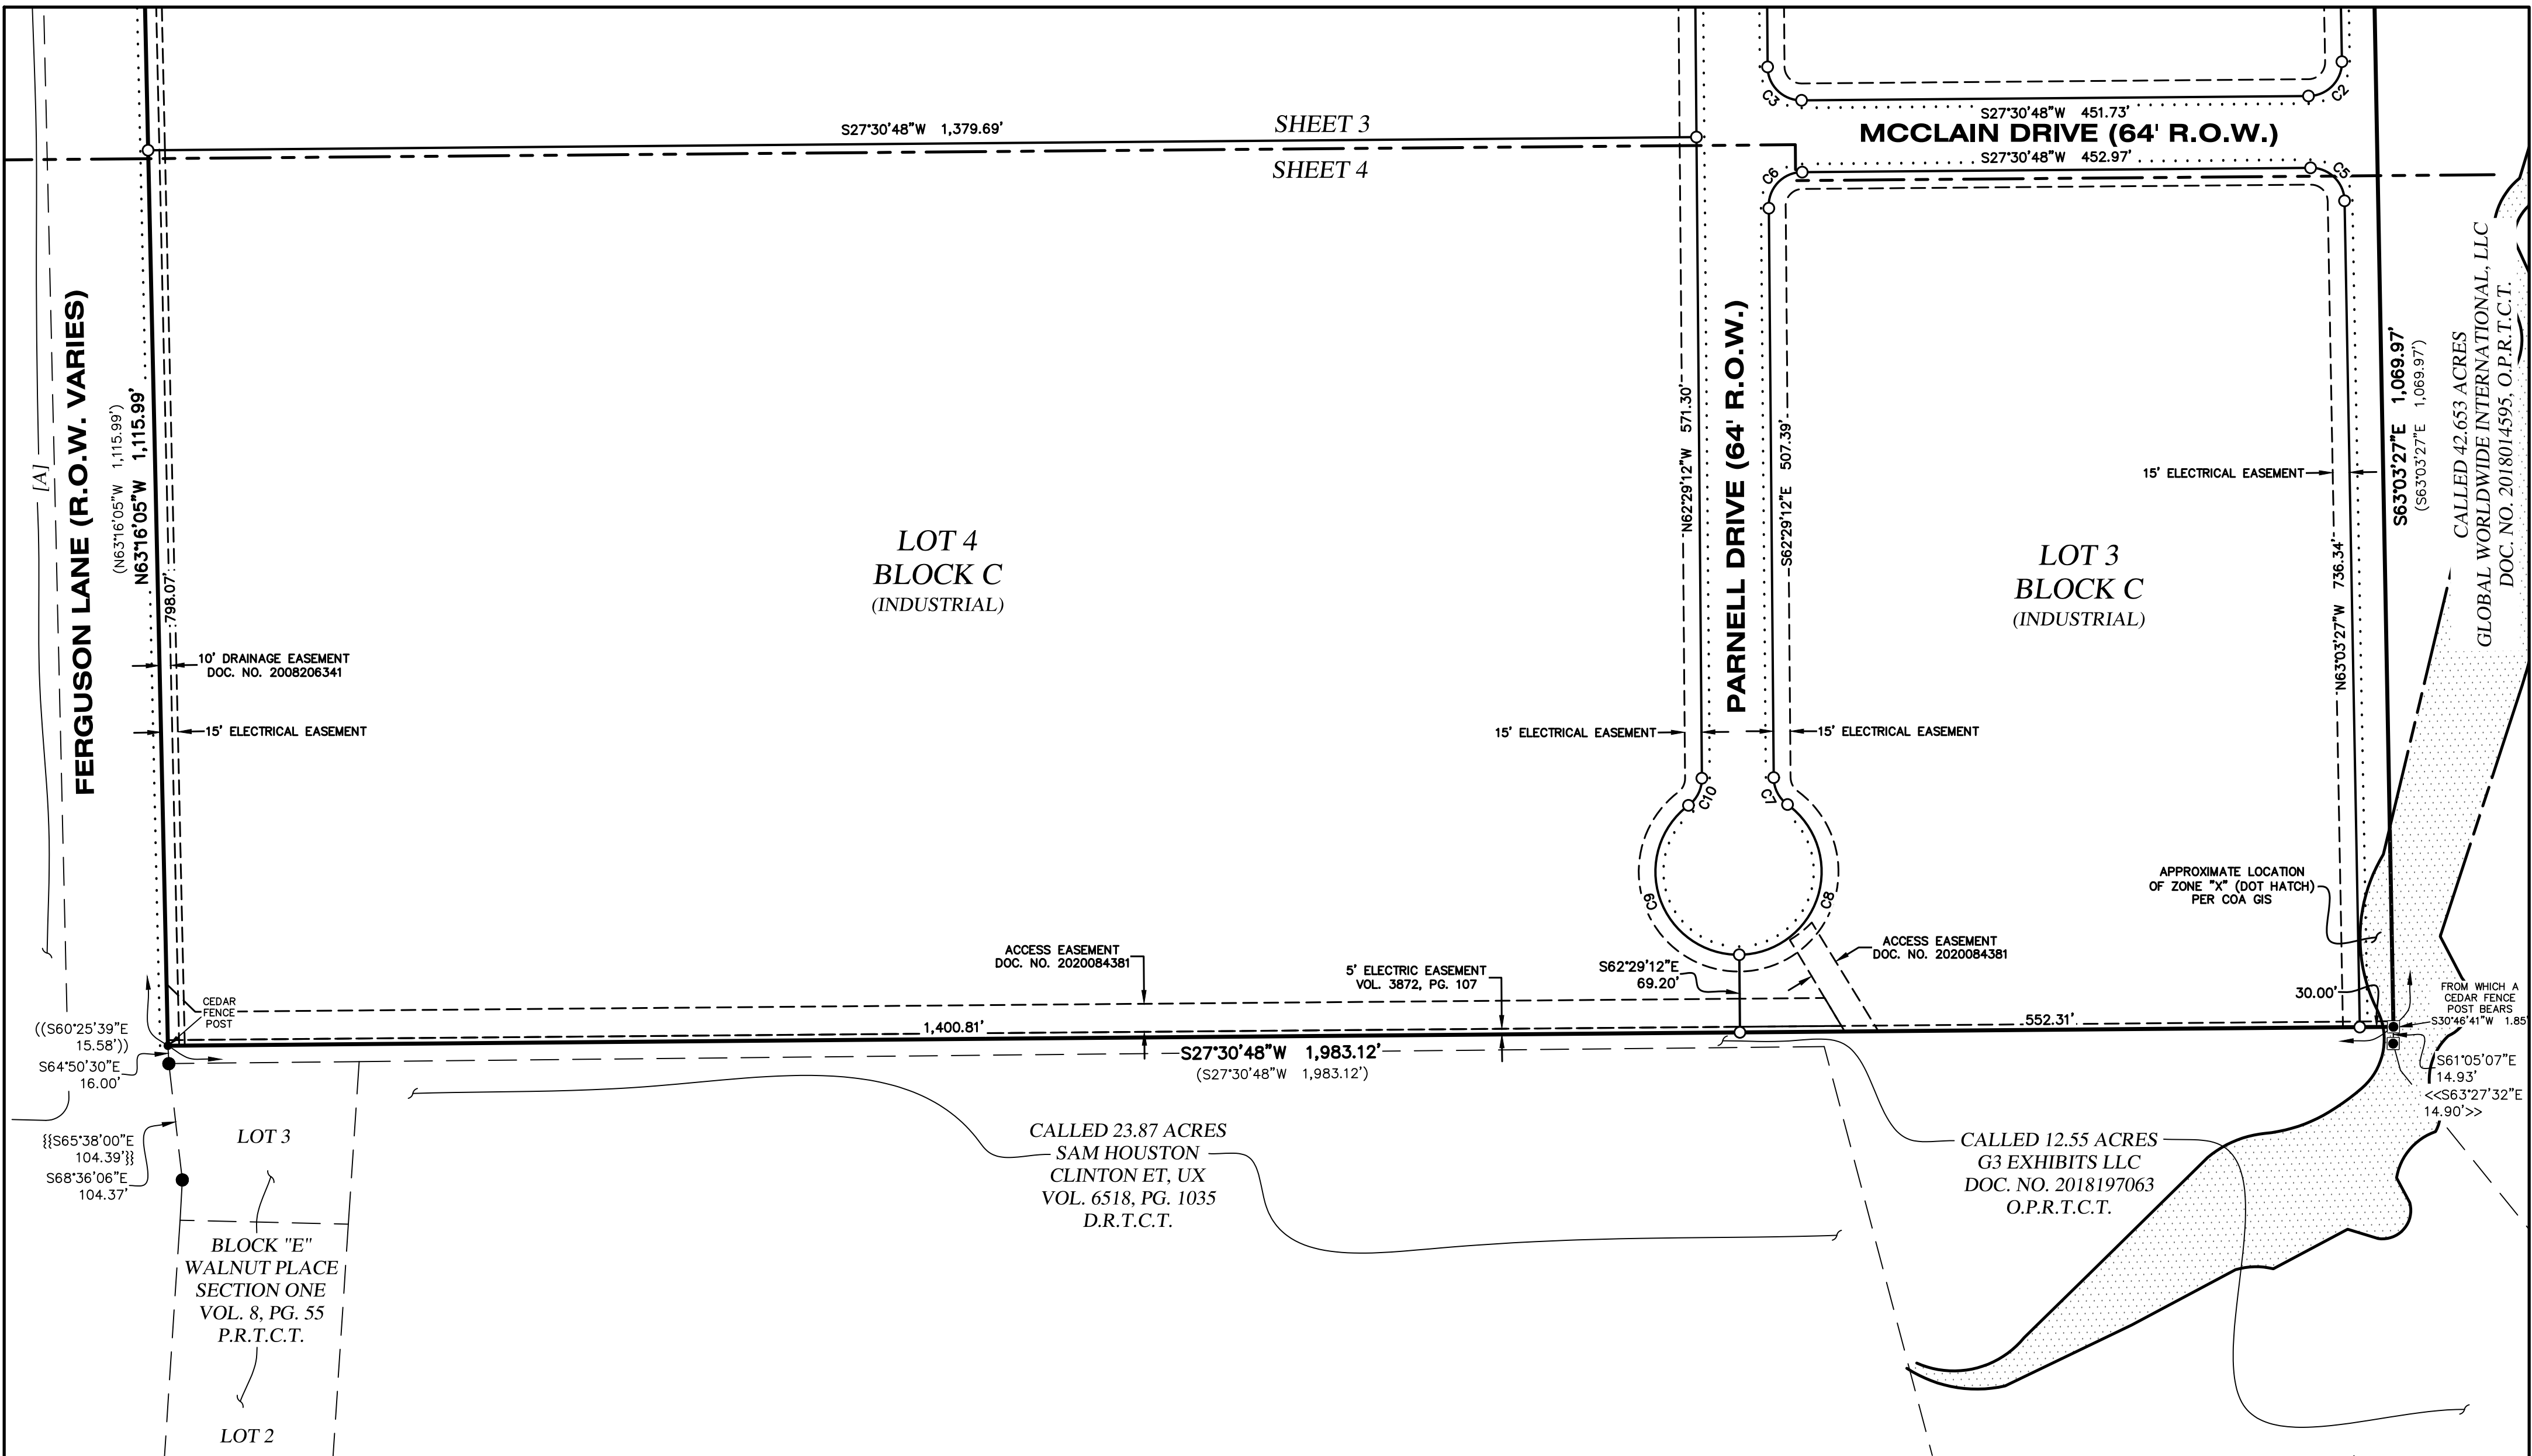 S27°30'48"W 1,379.69'
SHEET 3
SHEET 4
C3
C2
S27°30'48"W 451.73'
MCCLAIN DRIVE (64' R.O.W.)
S27°30'48"W 452.97'
C6
C5
[A]
FERGUSON LANE (R.O.W. VARIES)
(N63°16'05"W 1,115.99')
N63°16'05"W 1,115.99'
798.07'
10' DRAINAGE EASEMENT
DOC. NO. 2008206341
15' ELECTRICAL EASEMENT
LOT 4
BLOCK C
(INDUSTRIAL)
N62°29'12"W 571.30'
PARNELL DRIVE (64' R.O.W.)
S62°29'12"E 507.39'
15' ELECTRICAL EASEMENT
15' ELECTRICAL EASEMENT
LOT 3
BLOCK C
(INDUSTRIAL)
15' ELECTRICAL EASEMENT
N63°03'27"W 736.34'
S63°03'27"E 1,069.97'
(S63°03'27"E 1,069.97')
CALLED 42.653 ACRES
GLOBAL WORLDWIDE INTERNATIONAL, LLC
DOC. NO. 2018014595, O.P.R.T.C.T.
C10
C7
C9
C8
APPROXIMATE LOCATION
OF ZONE "X" (DOT HATCH)
PER COA GIS
ACCESS EASEMENT
DOC. NO. 2020084381
5' ELECTRIC EASEMENT
VOL. 3872, PG. 107
S62°29'12"E
69.20'
ACCESS EASEMENT
DOC. NO. 2020084381
30.00'
FROM WHICH A
CEDAR FENCE
POST BEARS
S30°46'41"W 1.85'
CEDAR
FENCE
POST
((S60°25'39"E
15.58'))
S64°50'30"E
16.00'
1,400.81'
552.31'
S27°30'48"W 1,983.12'
(S27°30'48"W 1,983.12')
S61°05'07"E
14.93'
<<S63°27'32"E
14.90'>>
{{S65°38'00"E
104.39'}}
S68°36'06"E
104.37'
LOT 3
BLOCK "E"
WALNUT PLACE
SECTION ONE
VOL. 8, PG. 55
P.R.T.C.T.
LOT 2
CALLED 23.87 ACRES
SAM HOUSTON
CLINTON ET, UX
VOL. 6518, PG. 1035
D.R.T.C.T.
CALLED 12.55 ACRES
G3 EXHIBITS LLC
DOC. NO. 2018197063
O.P.R.T.C.T.